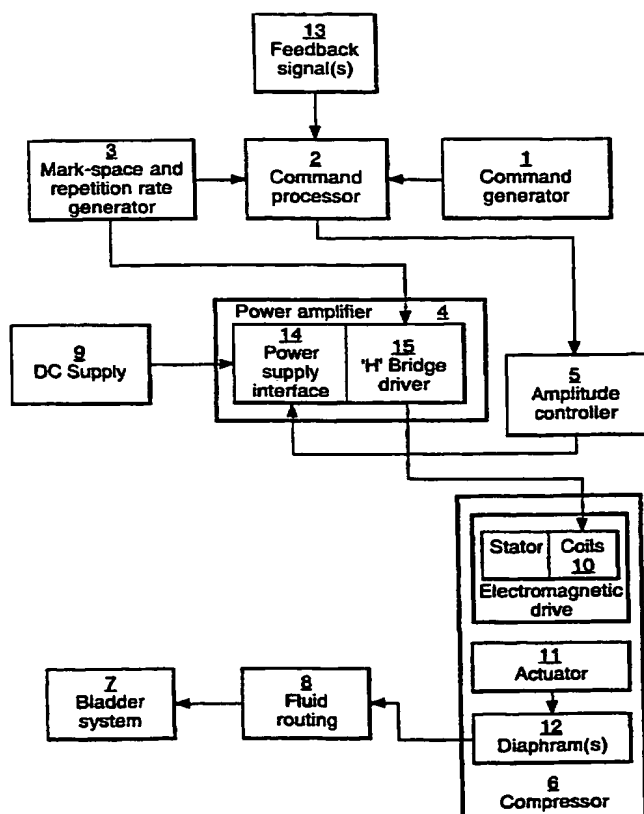 13
Feedback
signal(s)
3
Mark-space and
repetition rate
generator
2
Command
processor
1
Command
generator
Power amplifier 4
14
Power
supply
interface
15
'H' Bridge
driver
9
DC Supply
5
Amplitude
controller
Stator
Coils
10
Electromagnetic
drive
11
Actuator
7
Bladder
system
8
Fluid
routing
12
Diaphram(s)
6
Compressor